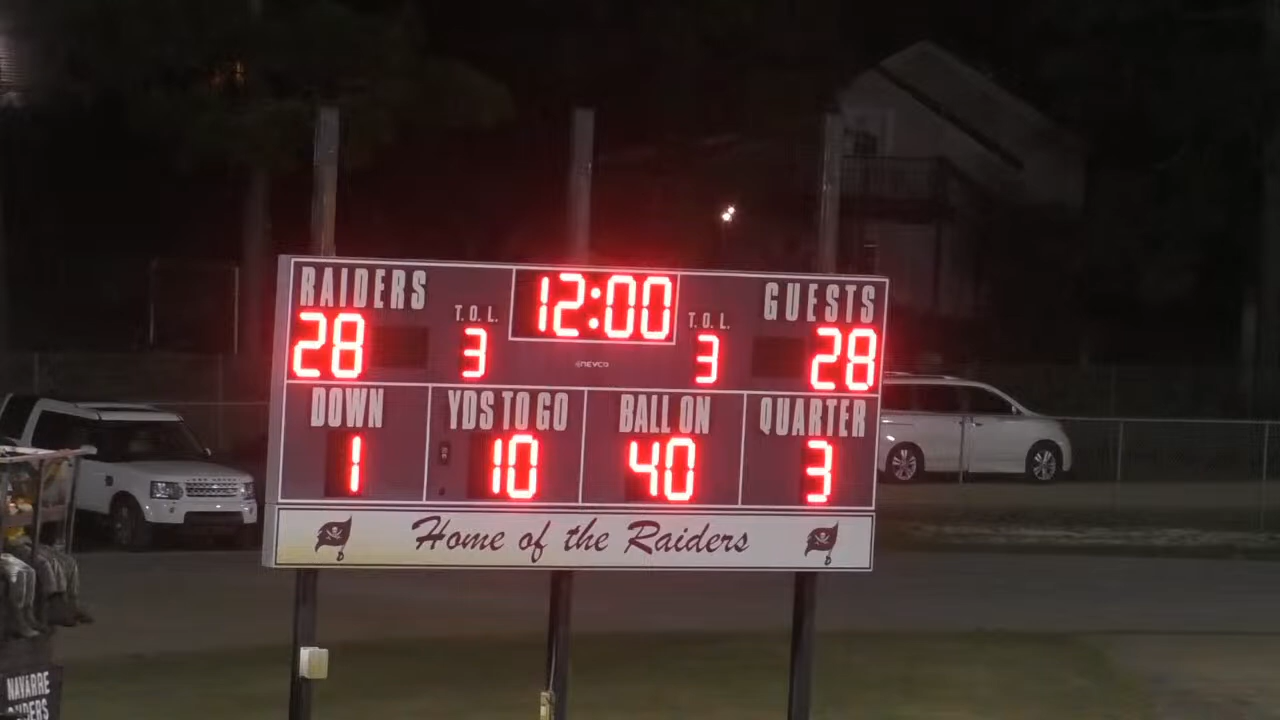 RAIDERS 12:00 GUESTS
T.O.L. T.O.L.
28 3 3 28
NEVCO
DOWN YDS TO GO BALL ON QUARTER
1 10 40 3
Home of the Raiders
NAVARRE